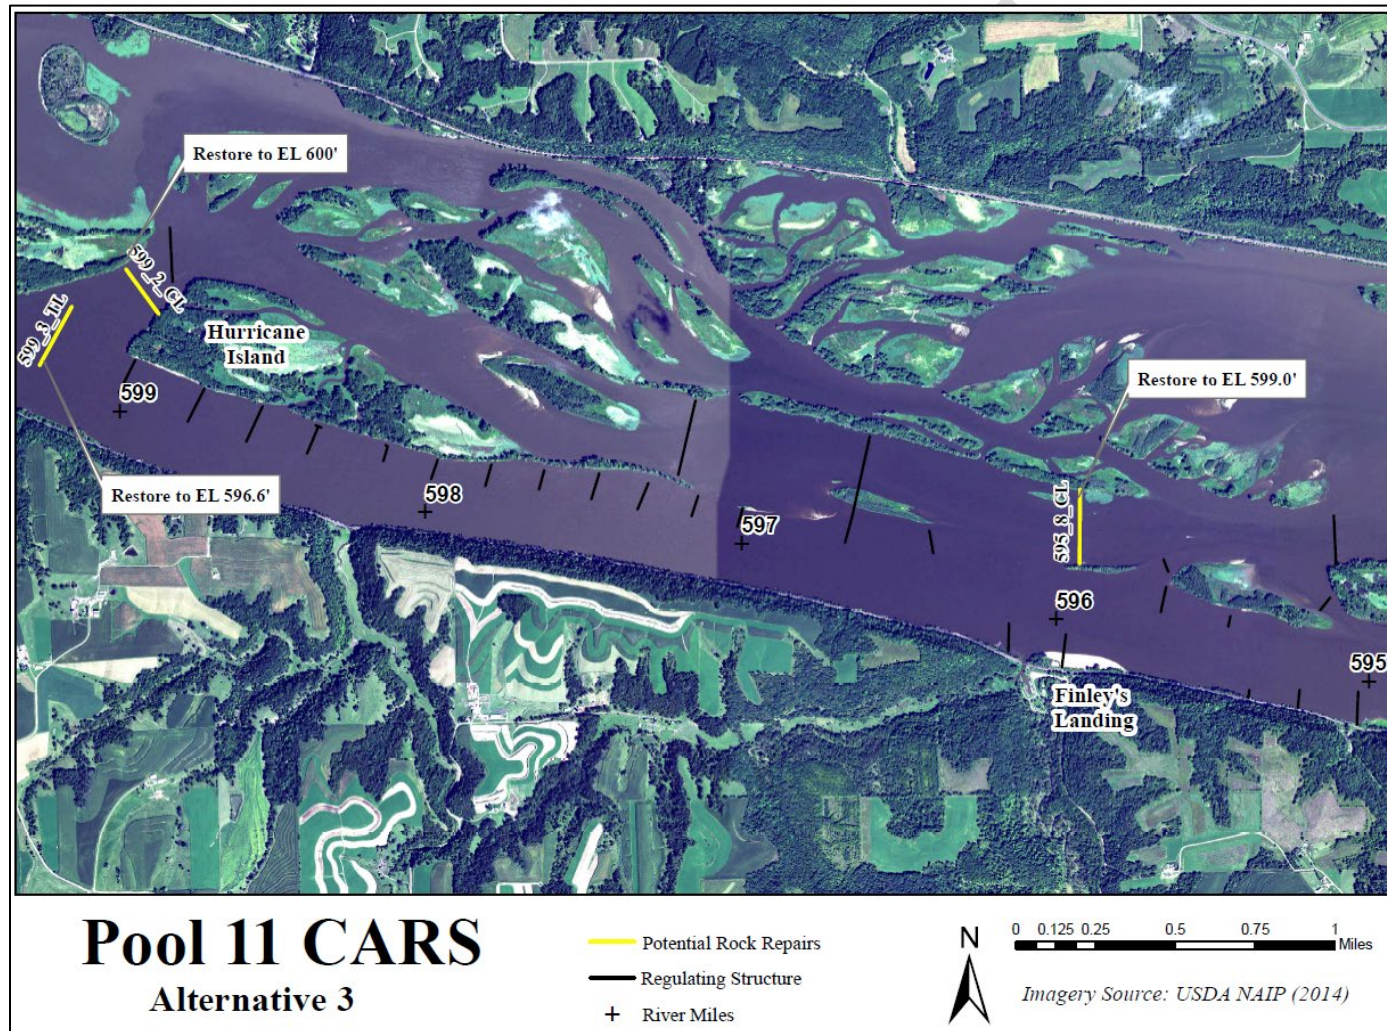 Restore to EL 600'
599_2_CL
599_3_TL
Hurricane
Island
599
Restore to EL 599.0'
Restore to EL 596.6'
598
597
595_8_CL
596
595
Finley's
Landing
Pool 11 CARS
Alternative 3
Potential Rock Repairs
Regulating Structure
River Miles
N
0 0.125 0.25 0.5 0.75 1
Miles
Imagery Source: USDA NAIP (2014)